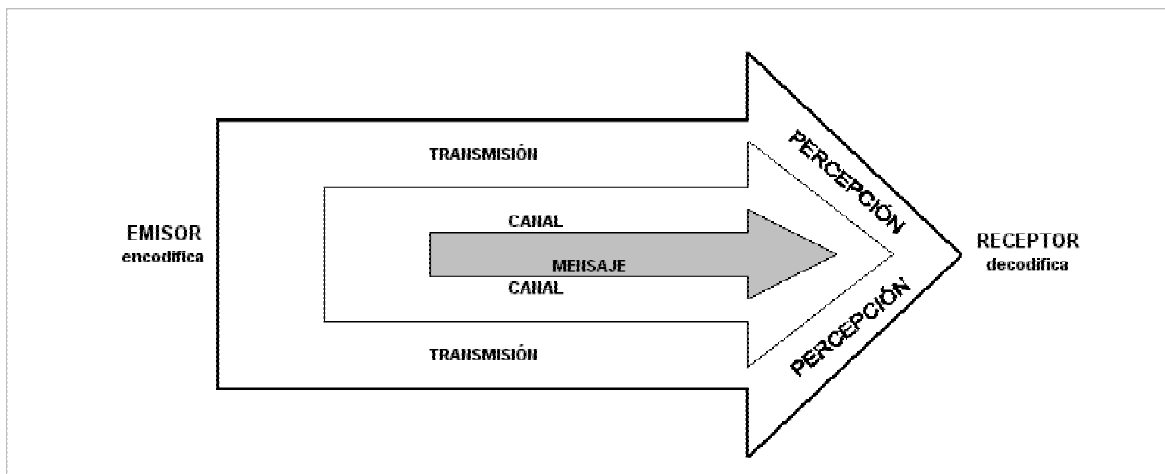 TRANSMISIÓN
PERCEPCIÓN
CANAL
EMISOR
encodifica
MENSAJE
RECEPTOR
decodifica
CANAL
PERCEPCIÓN
TRANSMISIÓN